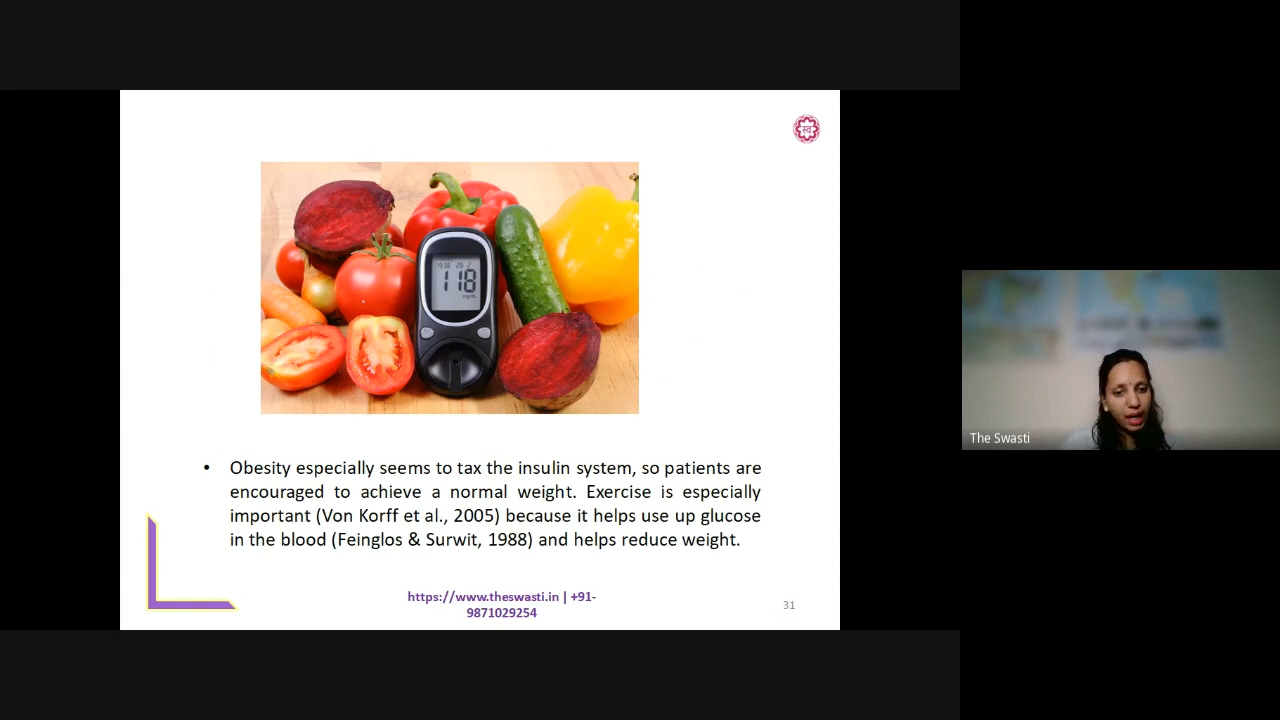 स्व
118
mg/dL
• Obesity especially seems to tax the insulin system, so patients are
encouraged to achieve a normal weight. Exercise is especially
important (Von Korff et al., 2005) because it helps use up glucose
in the blood (Feinglos & Surwit, 1988) and helps reduce weight.
https://www.theswasti.in | +91-
9871029254
31
The Swasti